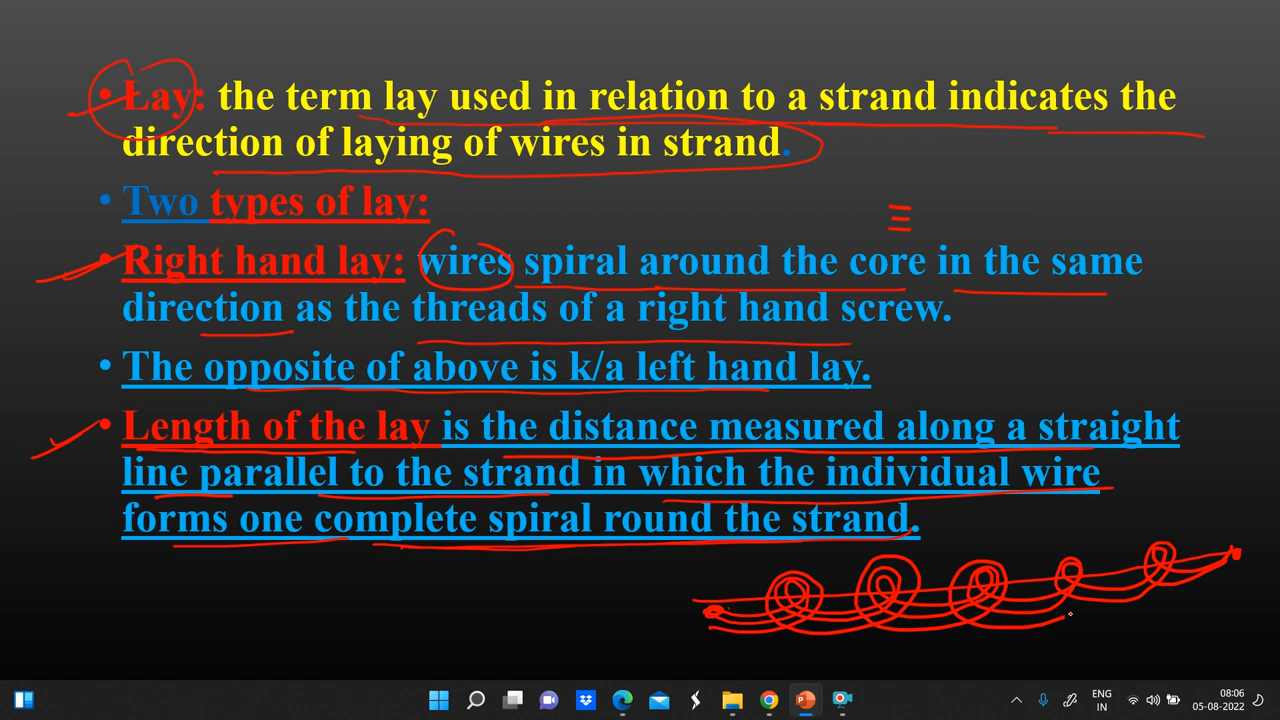 • Lay: the term lay used in relation to a strand indicates the
direction of laying of wires in strand.
• Two types of lay:
• Right hand lay: wires spiral around the core in the same
direction as the threads of a right hand screw.
• The opposite of above is k/a left hand lay.
• Length of the lay is the distance measured along a straight
line parallel to the strand in which the individual wire
forms one complete spiral round the strand.
ENG
IN
08:06
05-08-2022